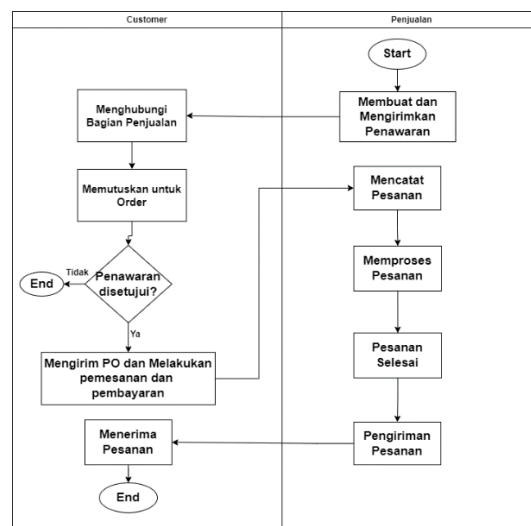 Customer
Penjualan
Start
Membuat dan
Mengirimkan
Penawaran
Menghubungi
Bagian Penjualan
Memutuskan untuk
Order
Penawaran
disetujui?
Tidak
End
Ya
Mengirim PO dan Melakukan
pemesanan dan
pembayaran
Mencatat
Pesanan
Memproses
Pesanan
Pesanan
Selesai
Pengiriman
Pesanan
Menerima
Pesanan
End